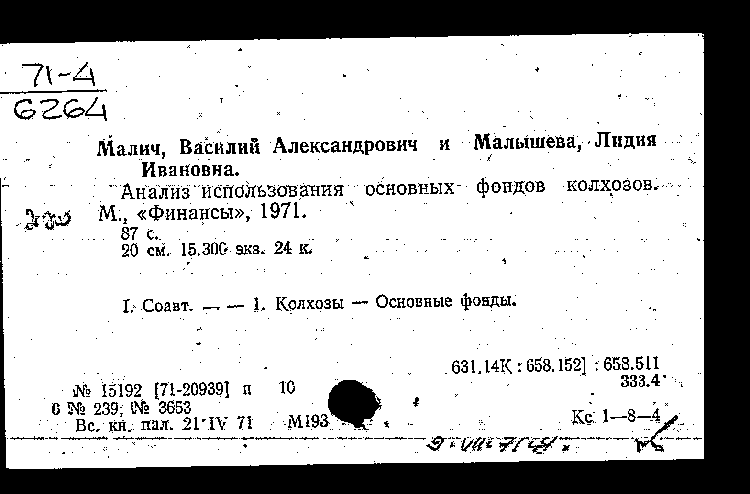 71-4
6264
Малич, Василий Александрович и Малышева, Лидия
Ивановна.
Анализ использования основных фондов колхозов.
М., «Финансы», 1971.
87 с.
20 см. 15.300 экз. 24 к.
I. Соавт. — — 1. Колхозы — Основные фонды.
631.14К : 658.152] : 658.511
333.4
№ 15192 [71-20939] п 10
О № 239; № 3653
Вс. кн. пал. 21 IV 71 М193
Кс 1—8—4